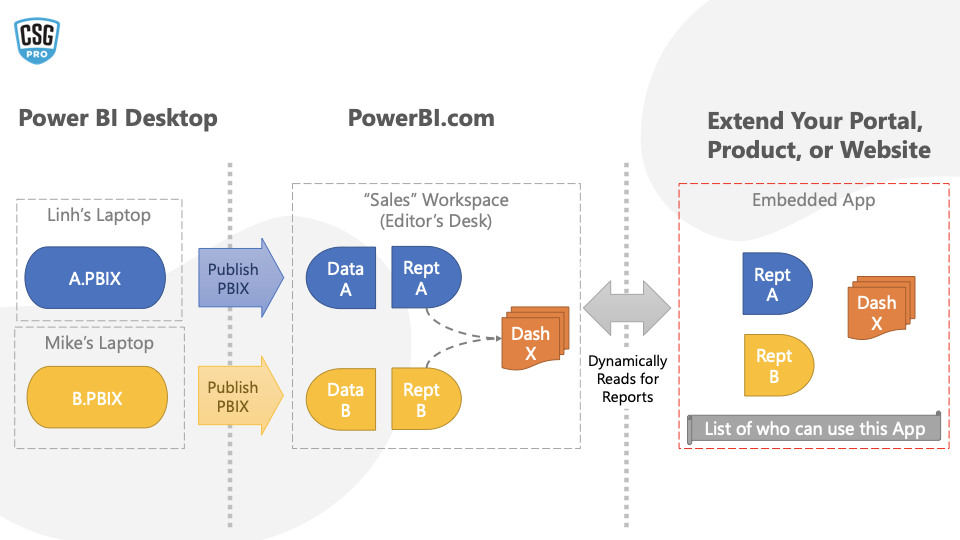 CSG
PRO
Power BI Desktop
PowerBI.com
Extend Your Portal,
Product, or Website
Linh's Laptop
A.PBIX
Mike's Laptop
B.PBIX
Publish
PBIX
Publish
PBIX
“Sales” Workspace
(Editor's Desk)
Data
A
Rept
A
Data
B
Rept
B
Dash
X
Dynamically
Reads for
Reports
Embedded App
Rept
A
Rept
B
Dash
X
List of who can use this App